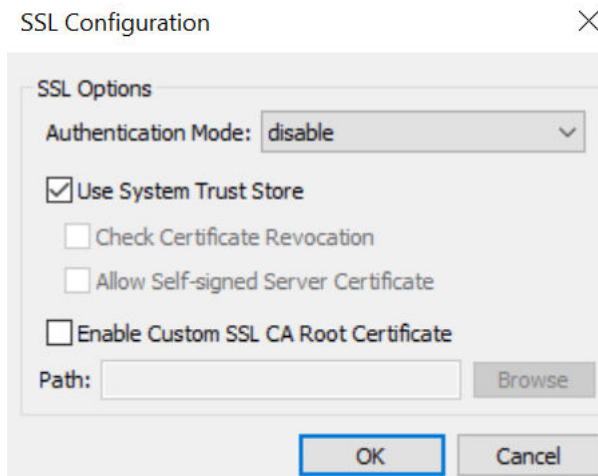 SSL Configuration
SSL Options
Authentication Mode: disable
Use System Trust Store
Check Certificate Revocation
Allow Self-signed Server Certificate
Enable Custom SSL CA Root Certificate
Path: Browse
OK Cancel